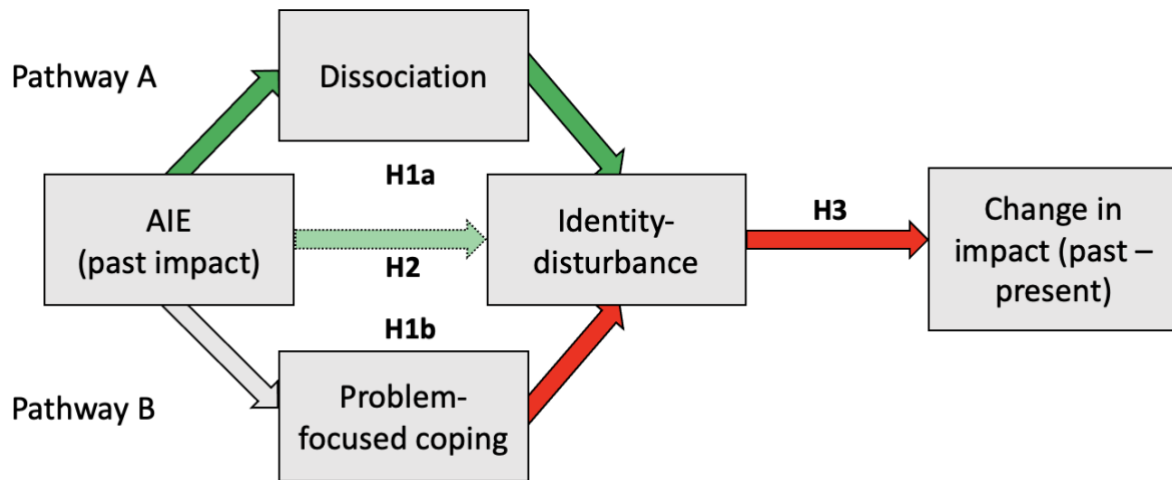 Pathway A
Dissociation
H1a
AIE
(past impact)
H2
Identity-
disturbance
H3
Change in
impact (past –
present)
H1b
Pathway B
Problem-
focused coping